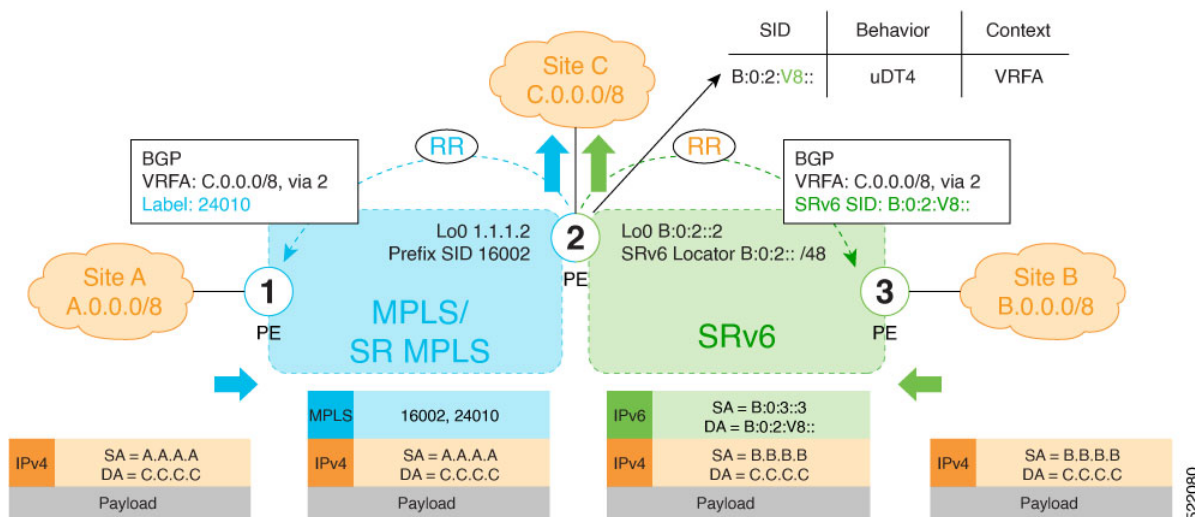 SID Behavior Context
B:0:2:V8:: uDT4 VRFA
Site C
C.0.0.0/8
RR
RR
BGP
VRFA: C.0.0.0/8, via 2
Label: 24010
BGP
VRFA: C.0.0.0/8, via 2
SRv6 SID: B:0:2:V8::
Lo0 1.1.1.2
Prefix SID 16002
2
PE
Lo0 B:0:2::2
SRv6 Locator B:0:2:: /48
Site A
A.0.0.0/8
1
PE
MPLS/
SR MPLS
SRv6
3
PE
Site B
B.0.0.0/8
MPLS 16002, 24010
IPv6 SA = B:0:3::3
DA = B:0:2:V8::
IPv4 SA = A.A.A.A
DA = C.C.C.C
Payload
IPv4 SA = A.A.A.A
DA = C.C.C.C
Payload
IPv4 SA = B.B.B.B
DA = C.C.C.C
Payload
IPv4 SA = B.B.B.B
DA = C.C.C.C
Payload
522080